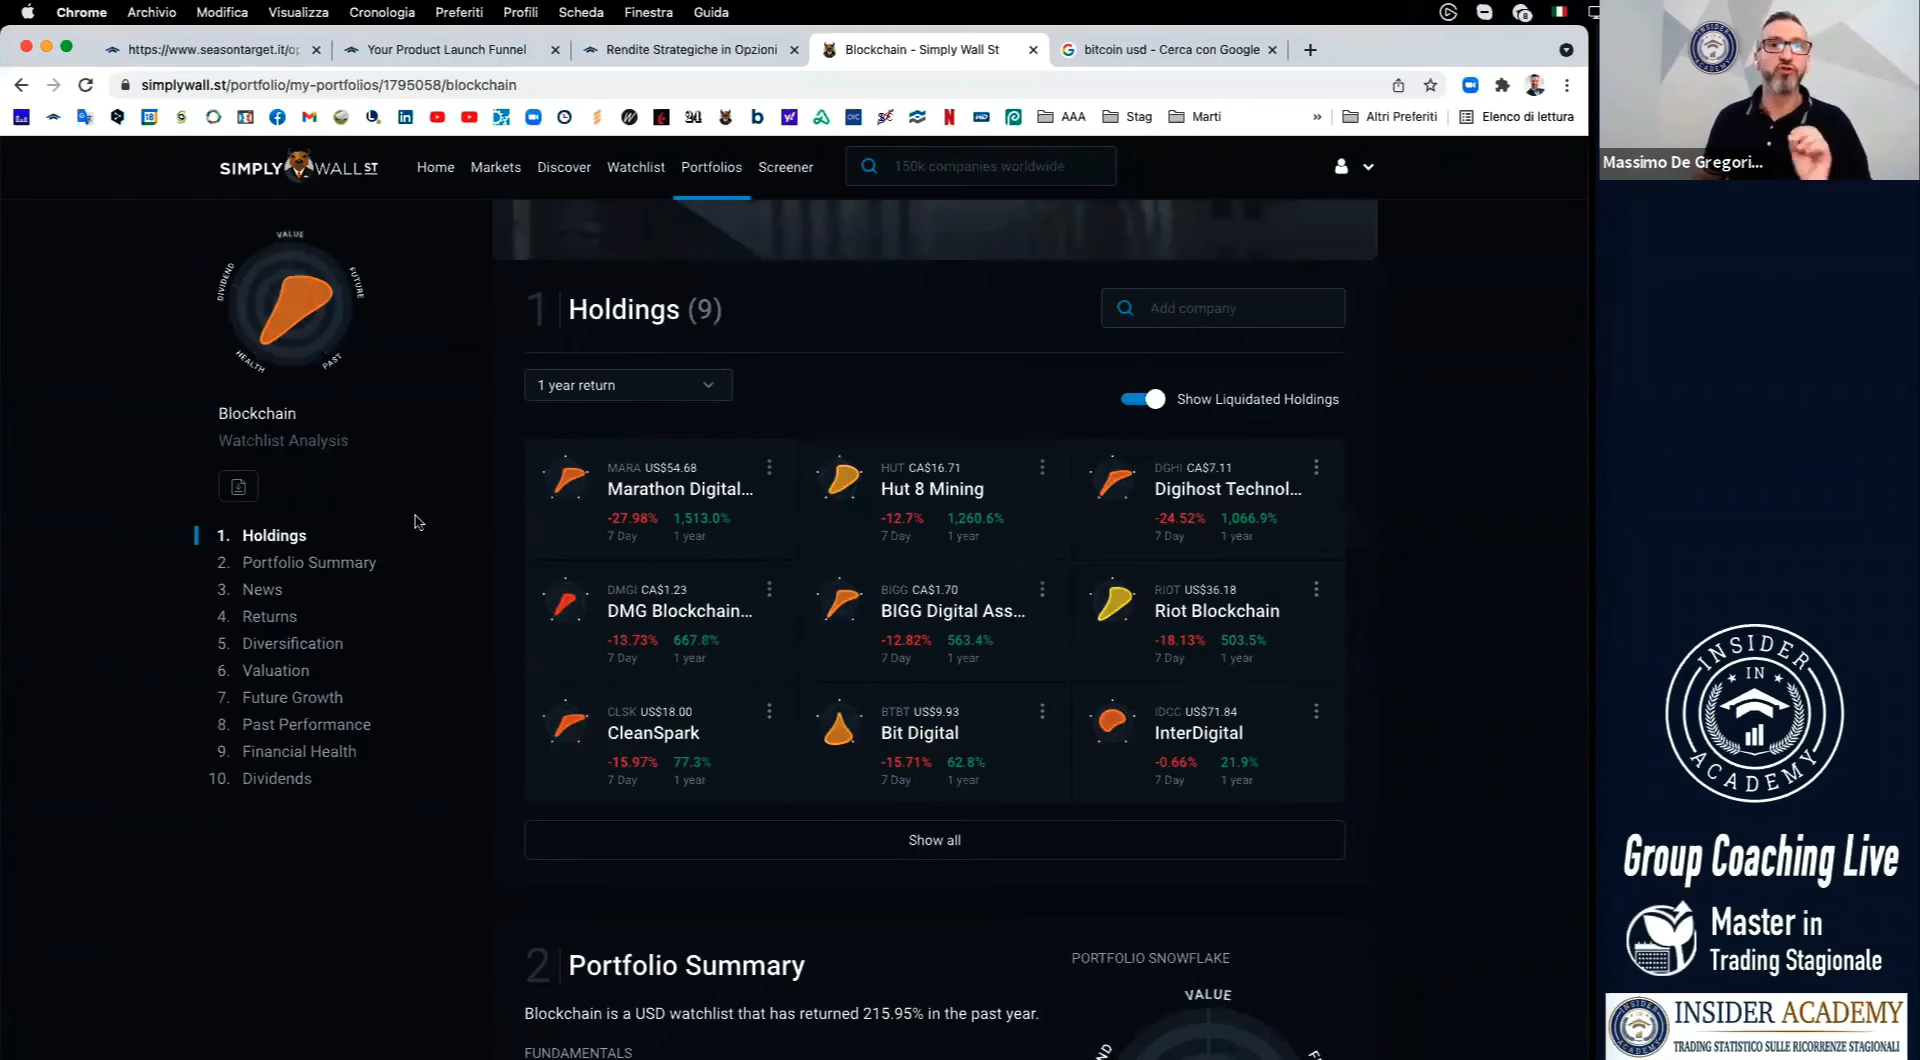 Chrome Archivio Modifica Visualizza Cronologia Preferiti Profili Scheda Finestra Guida
https://www.seasontarget.it/op
Your Product Launch Funnel
Rendite Strategiche in Opzioni
Blockchain - Simply Wall St
bitcoin usd - Cerca con Google
simplywall.st/portfolio/my-portfolios/1795058/blockchain
AAA Stag Marti » Altri Preferiti Elenco di lettura
SIMPLY WALL ST Home Markets Discover Watchlist Portfolios Screener 150k companies worldwide
VALUE
FUTURE
PAST
HEALTH
DIVIDEND
Blockchain
Watchlist Analysis
1. Holdings
2. Portfolio Summary
3. News
4. Returns
5. Diversification
6. Valuation
7. Future Growth
8. Past Performance
9. Financial Health
10. Dividends
1 Holdings (9)
Add company
1 year return
Show Liquidated Holdings
MARA US$54.68
Marathon Digital...
-27.98% 1,513.0%
7 Day 1 year
HUT CA$16.71
Hut 8 Mining
-12.7% 1,260.6%
7 Day 1 year
DGHI CA$7.11
Digihost Technol...
-24.52% 1,066.9%
7 Day 1 year
DMGI CA$1.23
DMG Blockchain...
-13.73% 667.8%
7 Day 1 year
BIGG CA$1.70
BIGG Digital Ass...
-12.82% 563.4%
7 Day 1 year
RIOT US$36.18
Riot Blockchain
-18.13% 503.5%
7 Day 1 year
CLSK US$18.00
CleanSpark
-15.97% 77.3%
7 Day 1 year
BTBT US$9.93
Bit Digital
-15.71% 62.8%
7 Day 1 year
IDCC US$71.84
InterDigital
-0.66% 21.9%
7 Day 1 year
Show all
2 Portfolio Summary
PORTFOLIO SNOWFLAKE
VALUE
Blockchain is a USD watchlist that has returned 215.95% in the past year.
FUNDAMENTALS
Massimo De Gregori...
INSIDER
IN
ACADEMY
Group Coaching Live
Master in
Trading Stagionale
INSIDER ACADEMY
TRADING STATISTICO SULLE RICORRENZE STAGIONALI